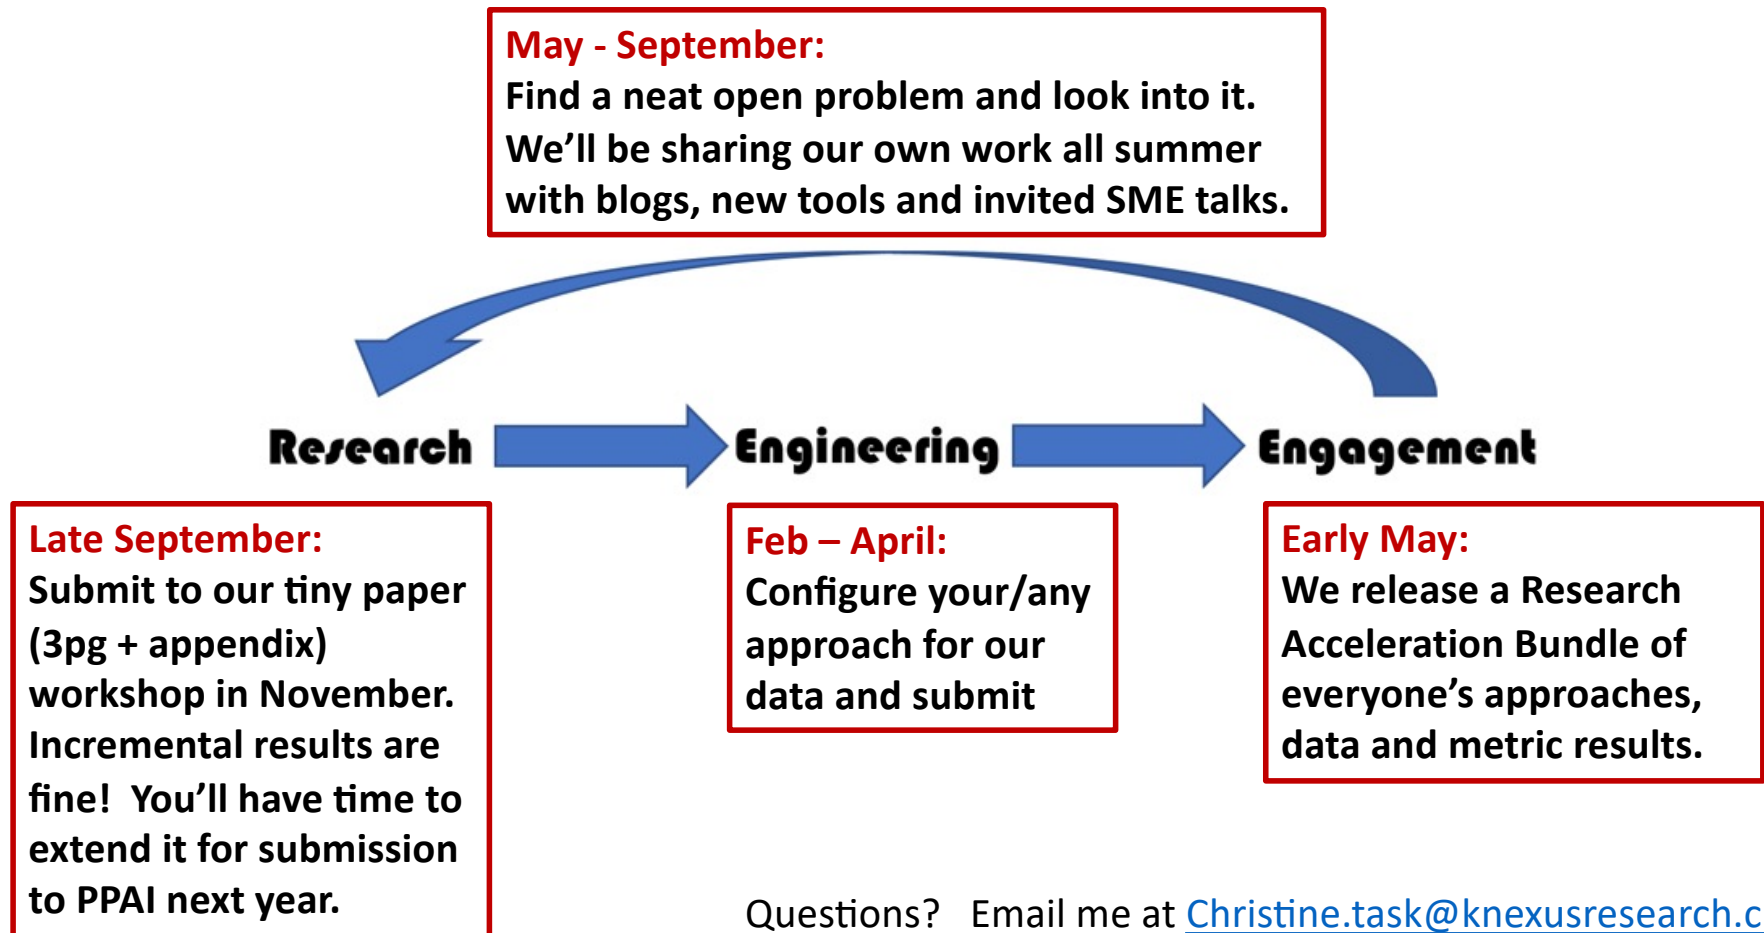 May - September:
Find a neat open problem and look into it.
We’ll be sharing our own work all summer
with blogs, new tools and invited SME talks.
Research
Engineering
Engagement
Late September:
Submit to our tiny paper
(3pg + appendix)
workshop in November.
Incremental results are
fine!  You’ll have time to
extend it for submission
to PPAI next year.
Feb – April:
Configure your/any
approach for our
data and submit
Early May:
We release a Research
Acceleration Bundle of
everyone’s approaches,
data and metric results.
Questions?   Email me at Christine.task@knexusresearch.c